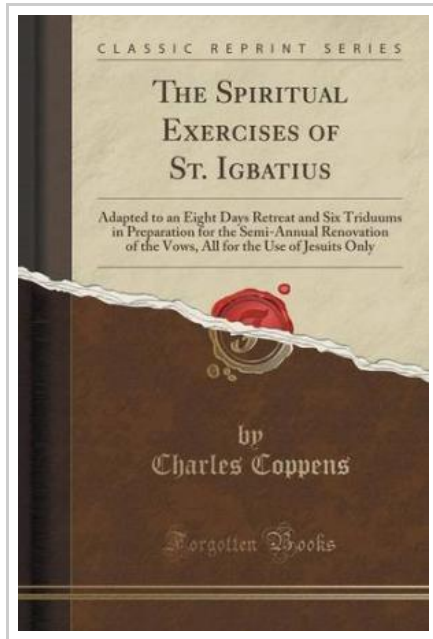 CLASSIC REPRINT SERIES
THE SPIRITUAL
EXERCISES OF
ST. IGBATIUS
Adapted to an Eight Days Retreat and Six Triduums
in Preparation for the Semi-Annual Renovation
of the Vows, All for the Use of Jesuits Only
by
Charles Coppens
Forgotten Books